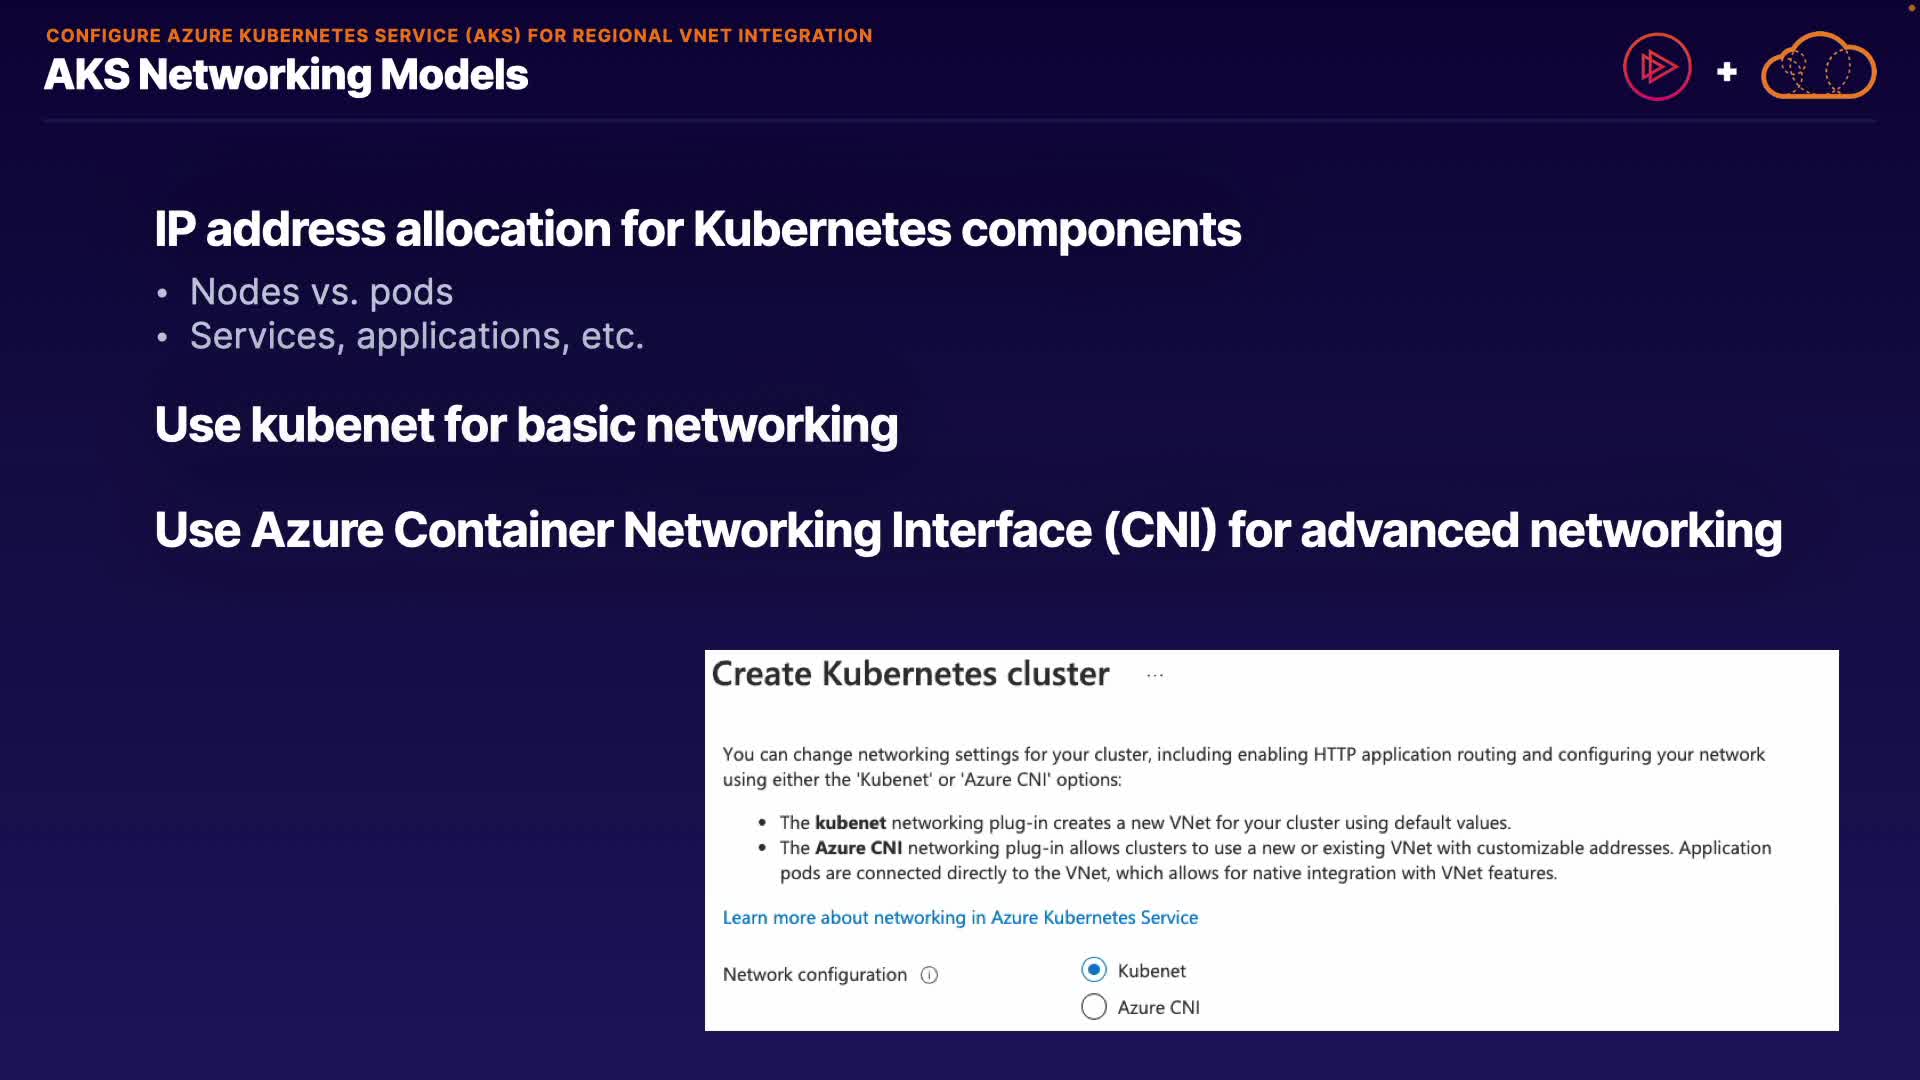 CONFIGURE AZURE KUBERNETES SERVICE (AKS) FOR REGIONAL VNET INTEGRATION
AKS Networking Models
IP address allocation for Kubernetes components
• Nodes vs. pods
• Services, applications, etc.
Use kubenet for basic networking
Use Azure Container Networking Interface (CNI) for advanced networking
Create Kubernetes cluster ...
You can change networking settings for your cluster, including enabling HTTP application routing and configuring your network
using either the 'Kubenet' or 'Azure CNI' options:
• The kubenet networking plug-in creates a new VNet for your cluster using default values.
• The Azure CNI networking plug-in allows clusters to use a new or existing VNet with customizable addresses. Application
pods are connected directly to the VNet, which allows for native integration with VNet features.
Learn more about networking in Azure Kubernetes Service
Network configuration
Kubenet
Azure CNI